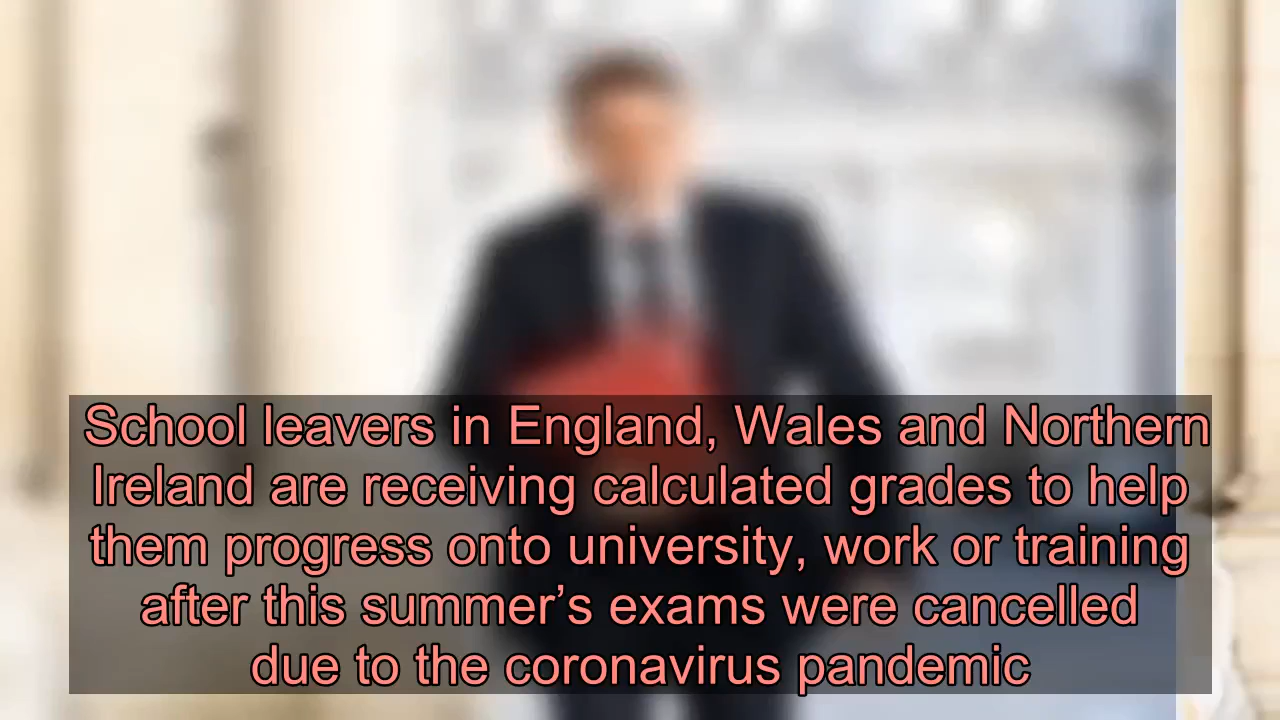 School leavers in England, Wales and Northern
Ireland are receiving calculated grades to help
them progress onto university, work or training
after this summer’s exams were cancelled
due to the coronavirus pandemic